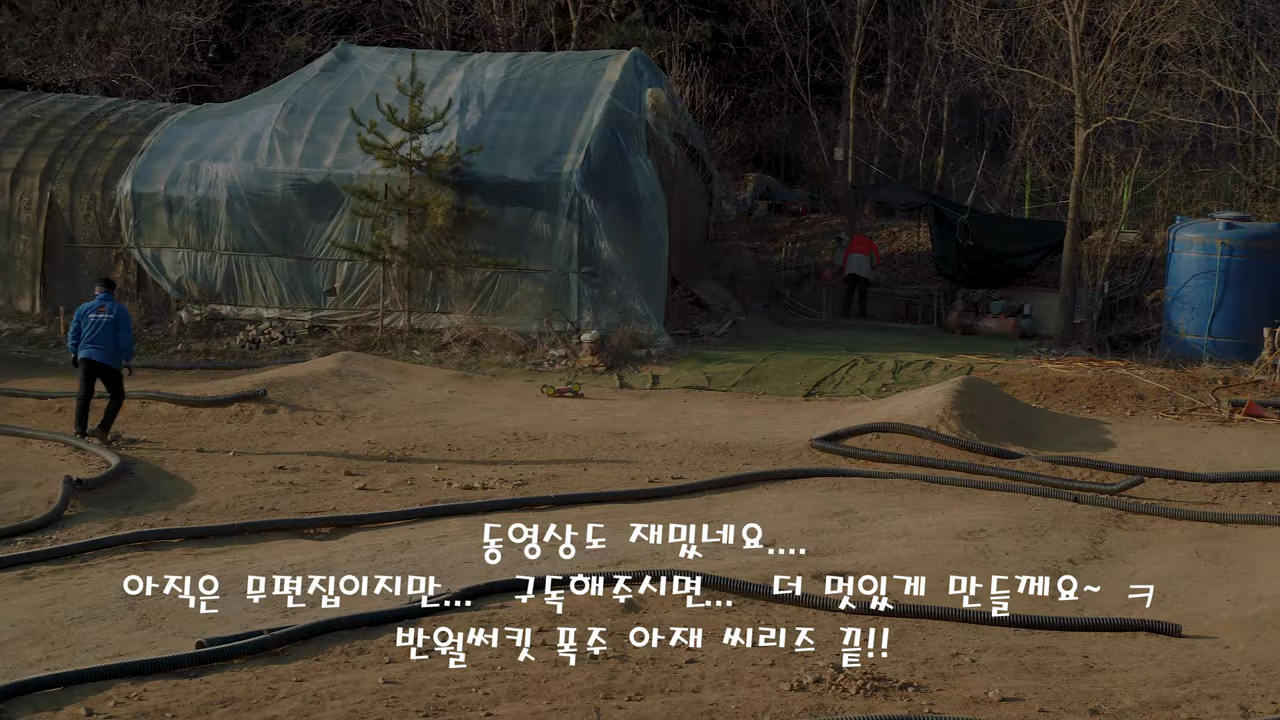 동영상도 재밌네요....
아직은 무편집이지만... 구독해주시면... 더 멋있게 만들께요~ ㅋ
반월써킷 폭주 아재 씨리즈 끝!!